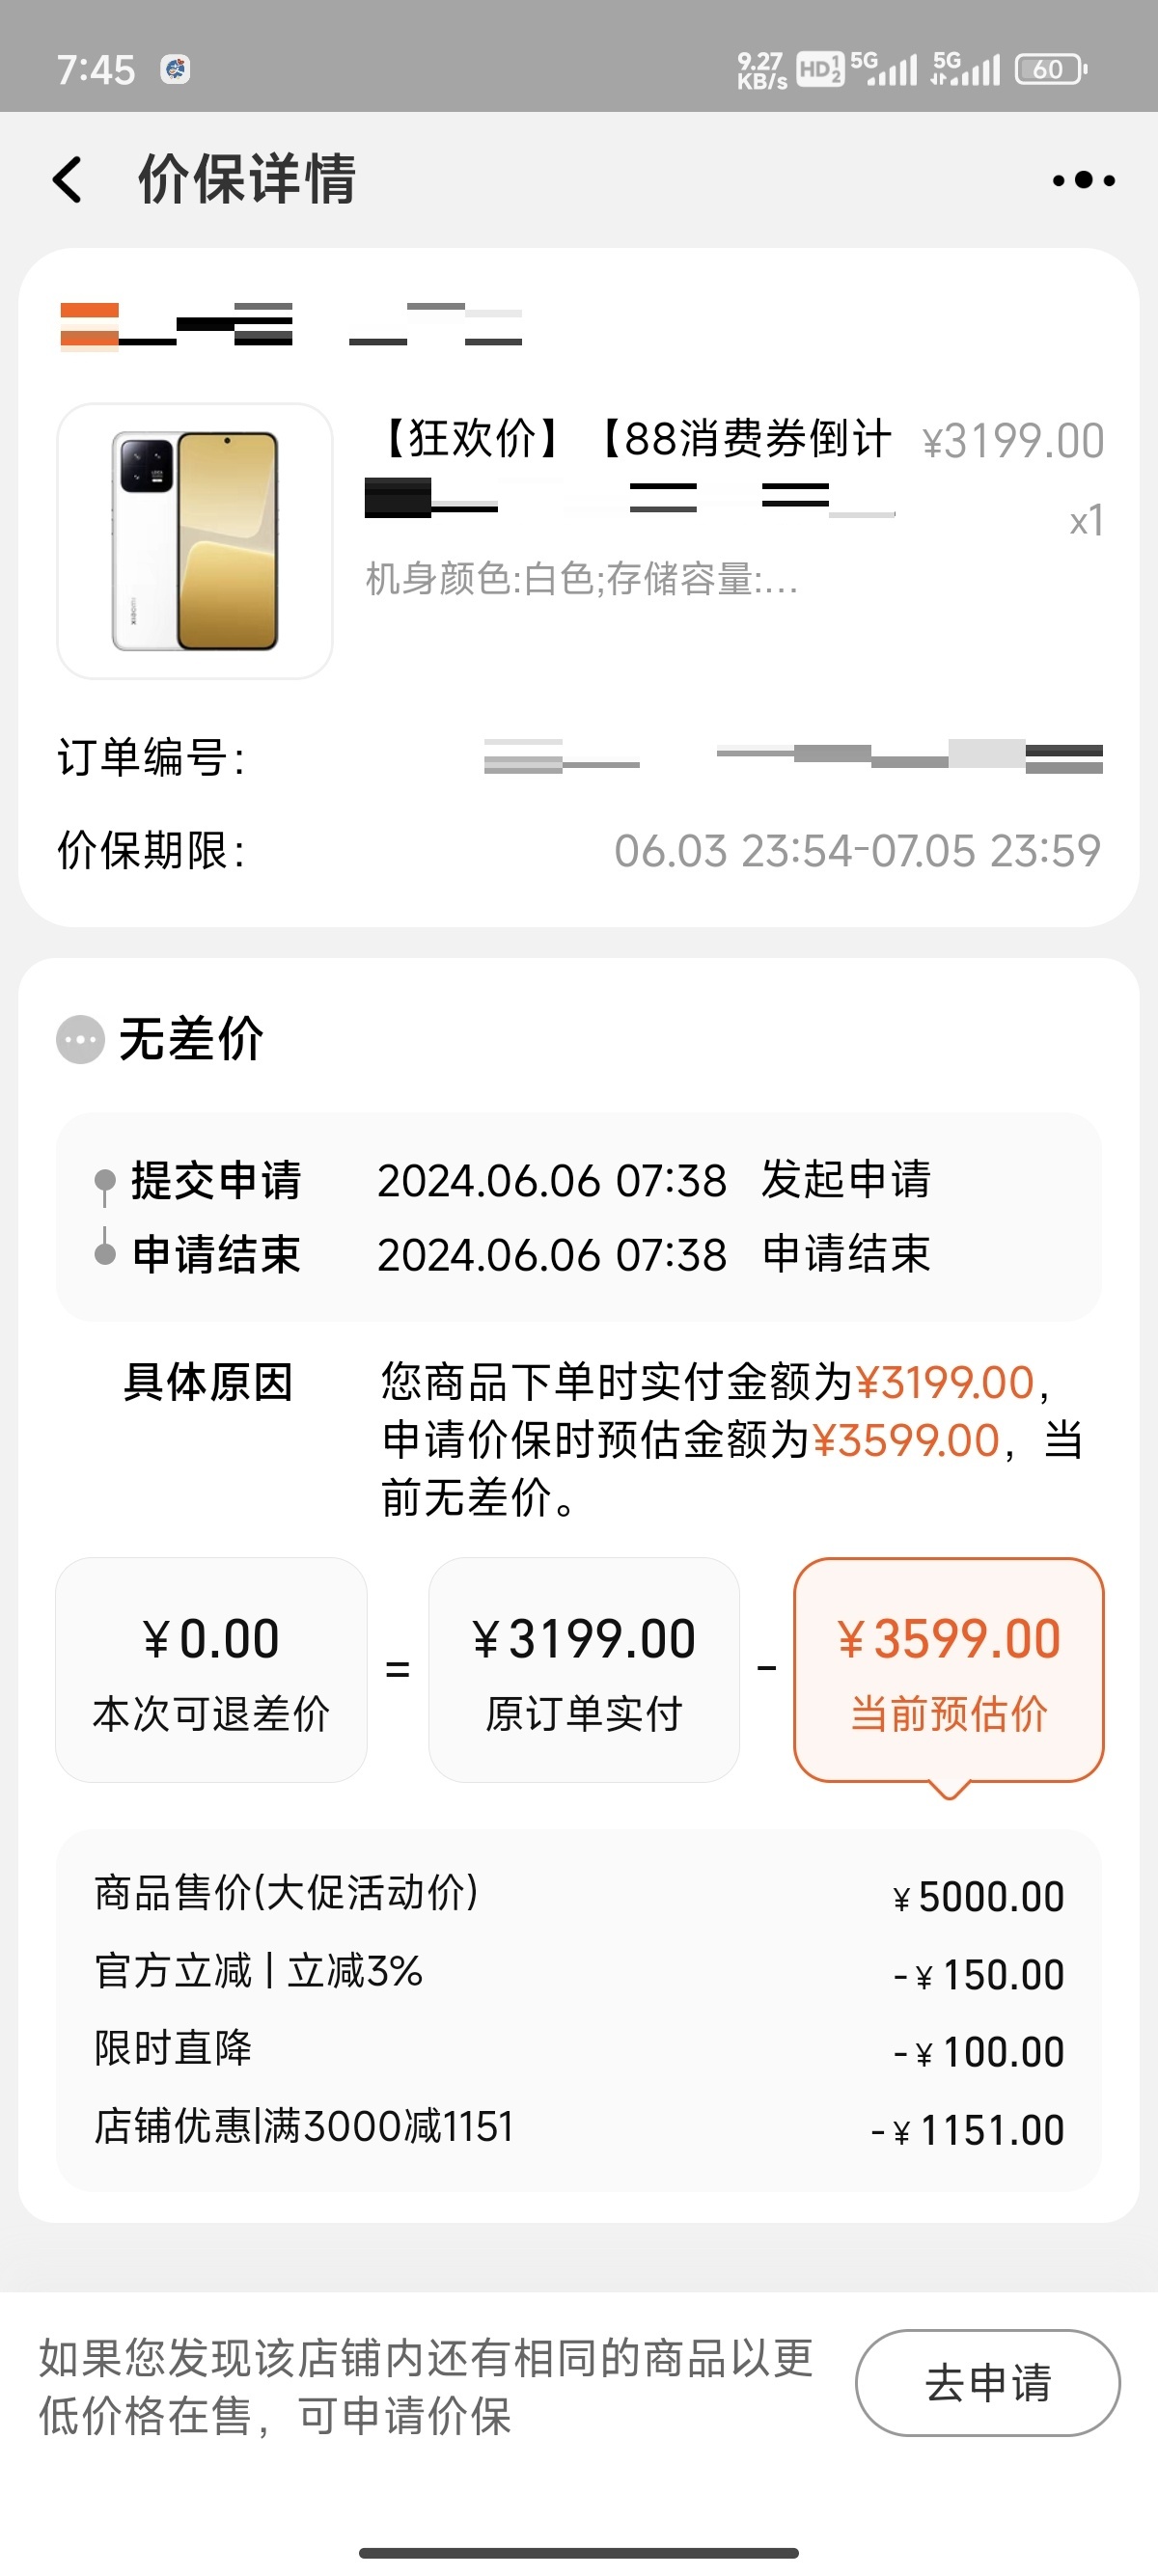 7:45
9.27 KB/s HD 1 2 5G 5G 60
价保详情
【狂欢价】【88消费券倒计 ¥3199.00
x1
机身颜色:白色;存储容量:...
订单编号:
价保期限: 06.03 23:54-07.05 23:59
无差价
提交申请 2024.06.06 07:38 发起申请
申请结束 2024.06.06 07:38 申请结束
具体原因 您商品下单时实付金额为¥3199.00,
申请价保时预估金额为¥3599.00, 当
前无差价。
¥0.00 = ¥3199.00 - ¥3599.00
本次可退差价 原订单实付 当前预估价
商品售价(大促活动价) ¥5000.00
官方立减 | 立减3% -¥150.00
限时直降 -¥100.00
店铺优惠|满3000减1151 -¥1151.00
如果您发现该店铺内还有相同的商品以更
低价格在售, 可申请价保
去申请